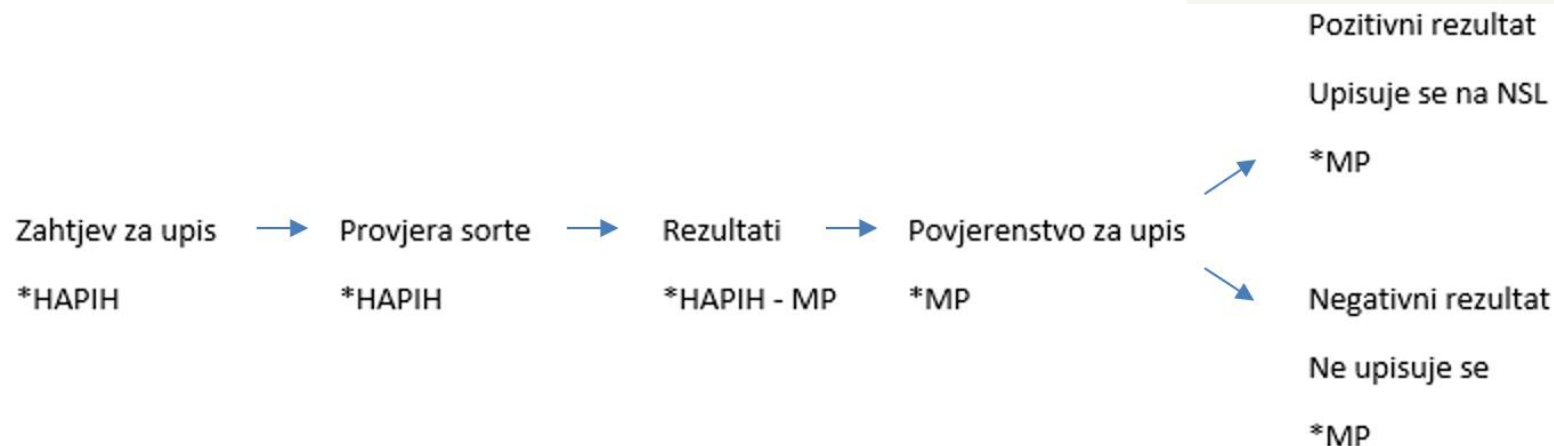 Zahtjev za upis
*HAPIH
Provjera sorte
*HAPIH
Rezultati
*HAPIH - MP
Povjerenstvo za upis
*MP
Pozitivni rezultat
Upisuje se na NSL
*MP
Negativni rezultat
Ne upisuje se
*MP